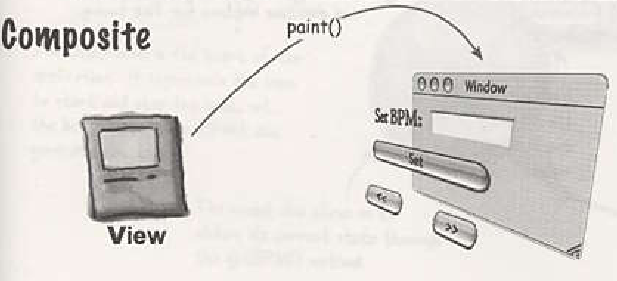 Composite
paint()
Window
Set BPM:
Set
<<
>>
View